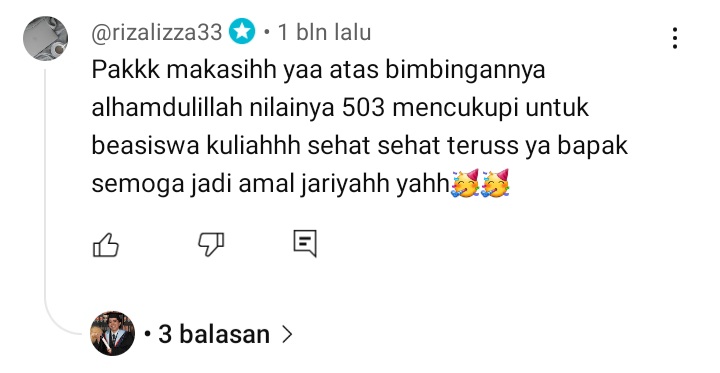 @rizalizza33 • 1 bln lalu
Pakkk makasihh yaa atas bimbingannya
alhamdulillah nilainya 503 mencukupi untuk
beasiswa kuliahhh sehat sehat teruss ya bapak
semoga jadi amal jariyahh yahh🥳🥳
• 3 balasan >